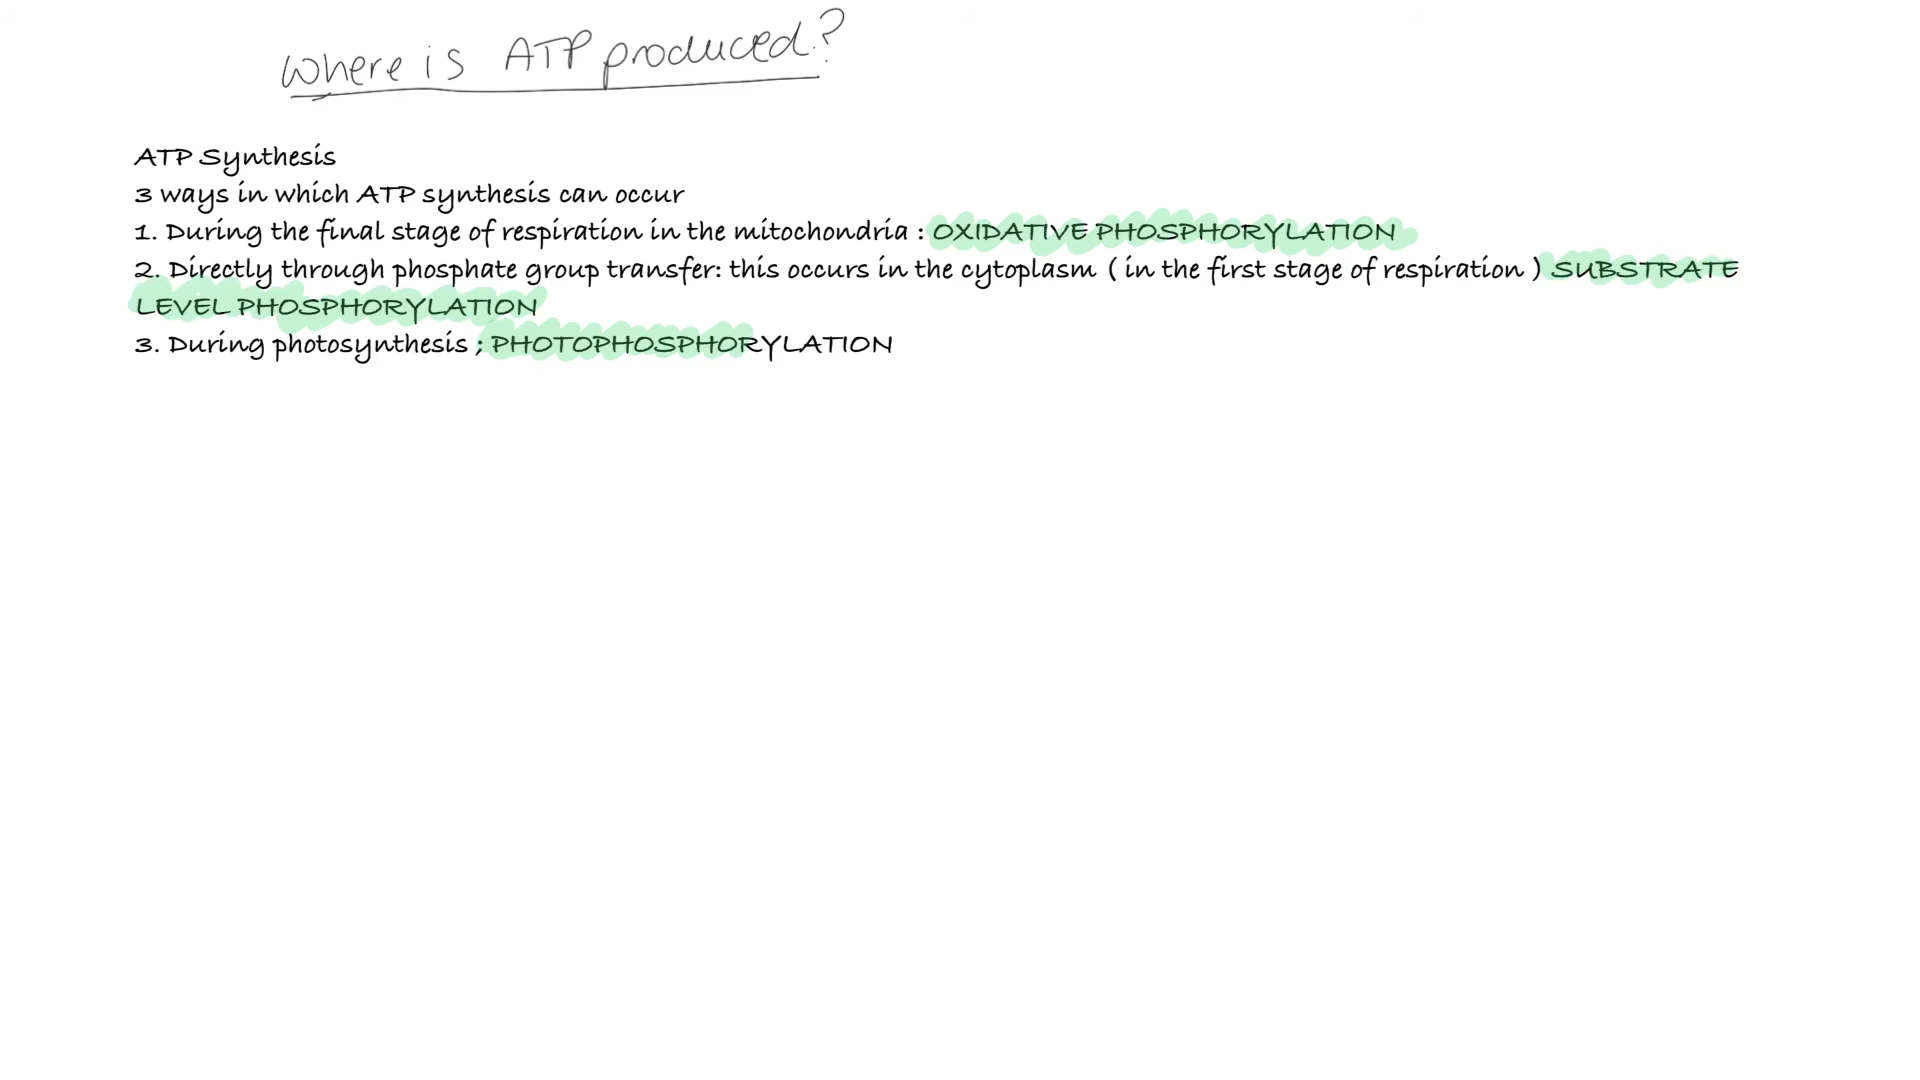 Where is ATP produced?
ATP Synthesis
3 ways in which ATP synthesis can occur
1. During the final stage of respiration in the mitochondria : OXIDATIVE PHOSPHORYLATION
2. Directly through phosphate group transfer: this occurs in the cytoplasm ( in the first stage of respiration ) SUBSTRATE
LEVEL PHOSPHORYLATION
3. During photosynthesis ; PHOTOPHOSPHORYLATION